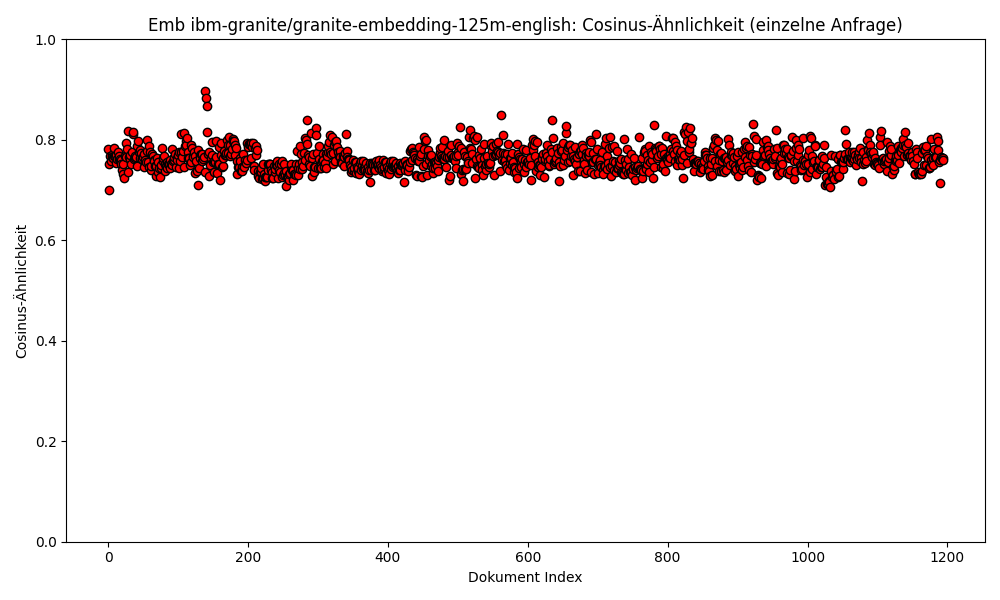 Emb ibm-granite/granite-embedding-125m-english: Cosinus-Ähnlichkeit (einzelne Anfrage)
Cosinus-Ähnlichkeit
1.0
0.8
0.6
0.4
0.2
0.0
0 200 400 600 800 1000 1200
Dokument Index